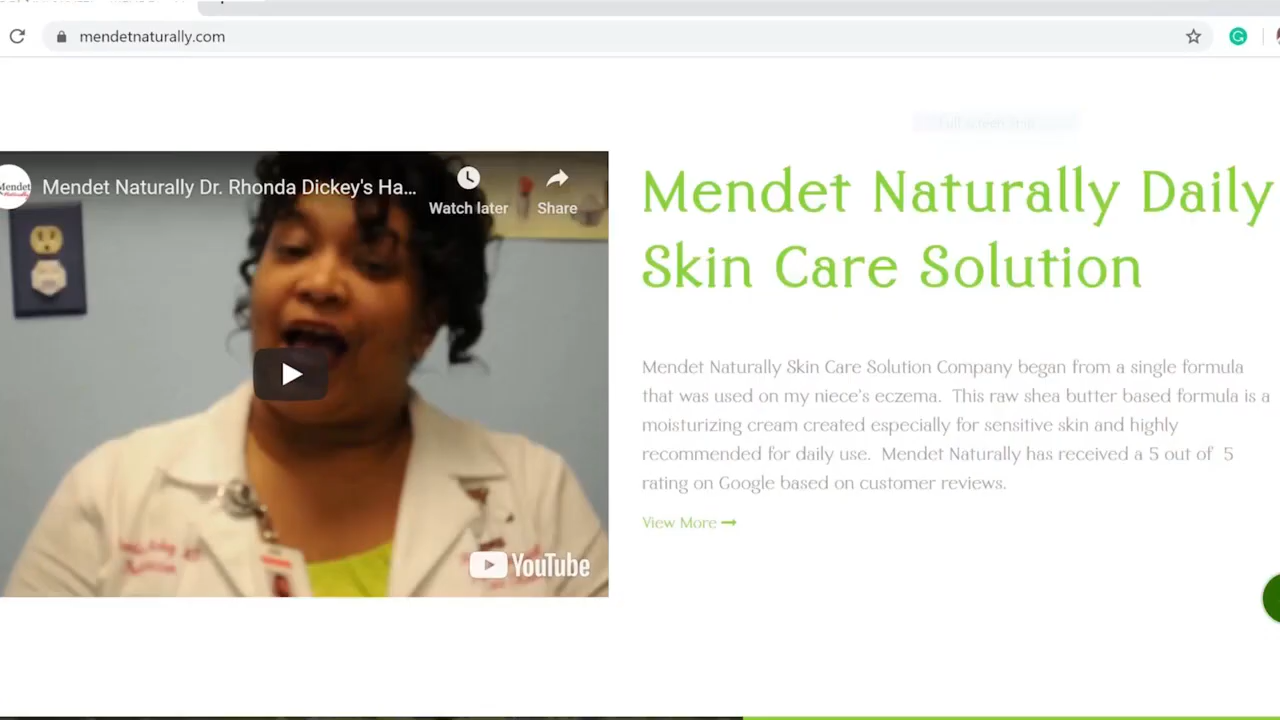 mendetnaturally.com
Mendet Naturally Dr. Rhonda Dickey's Ha...
Watch later
Share
Mendet
YouTube
Mendet Naturally Daily
Skin Care Solution
Mendet Naturally Skin Care Solution Company began from a single formula
that was used on my niece's eczema. This raw shea butter based formula is a
moisturizing cream created especially for sensitive skin and highly
recommended for daily use. Mendet Naturally has received a 5 out of 5
rating on Google based on customer reviews.
View More